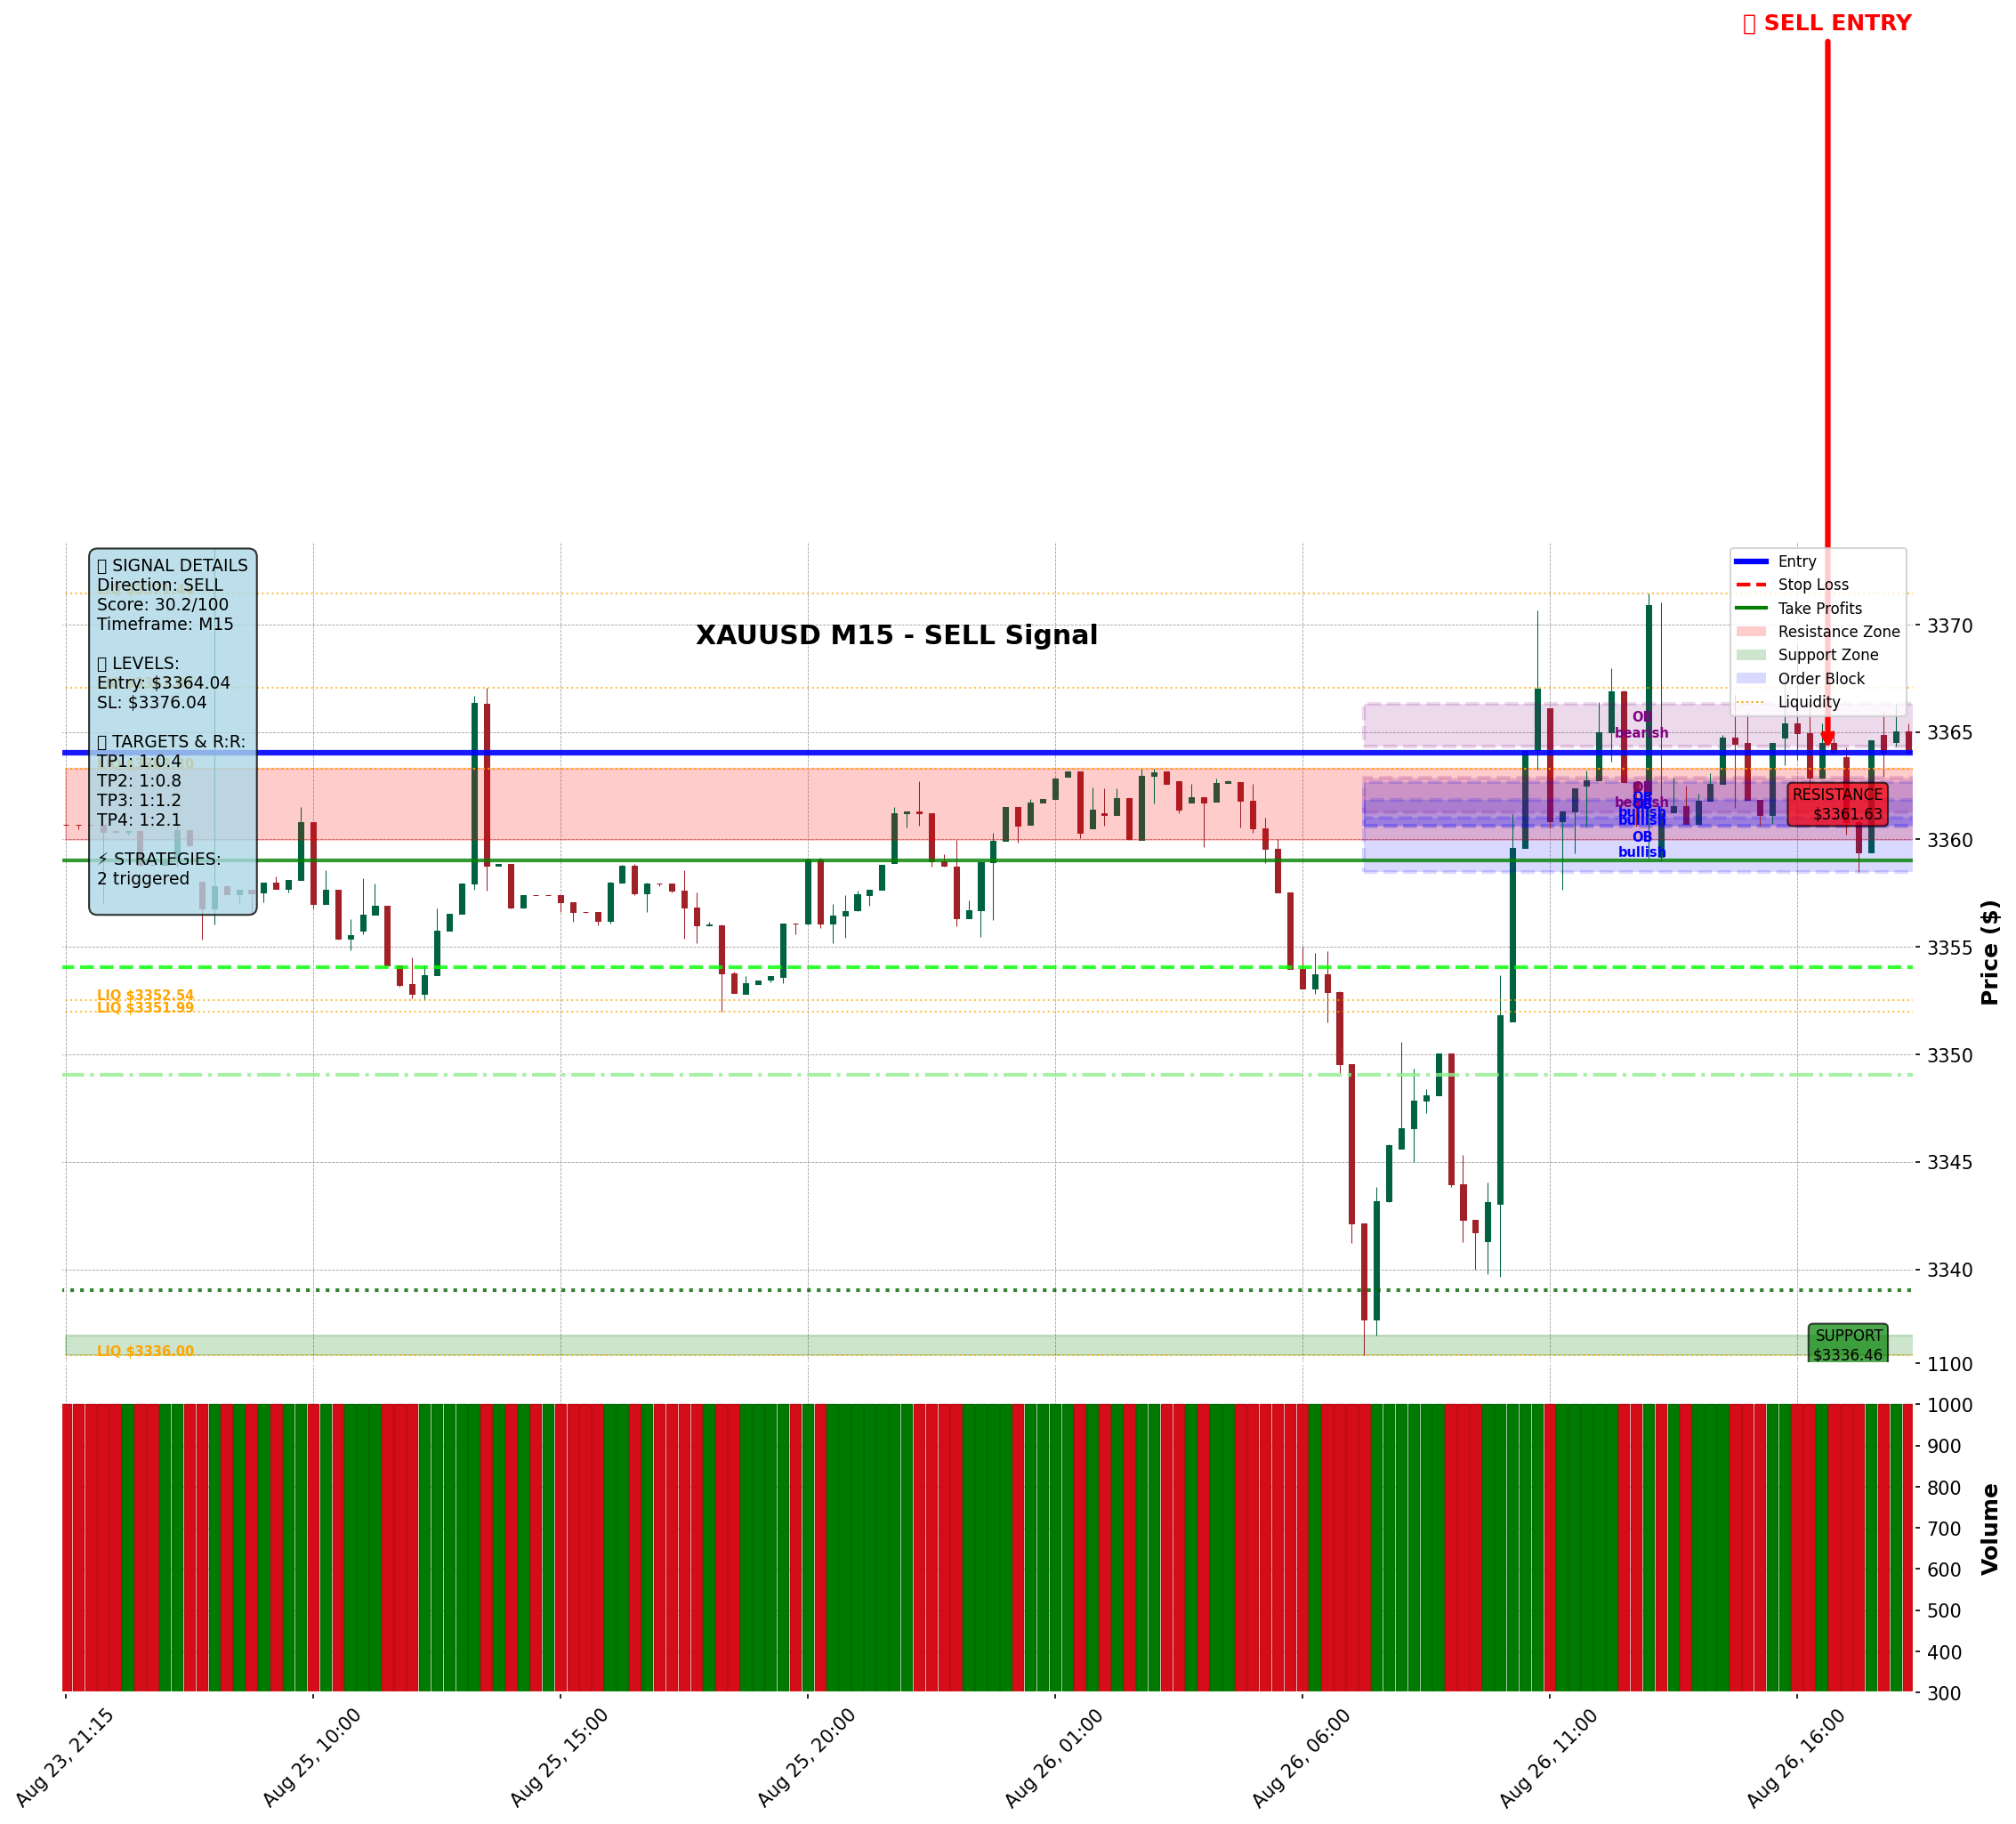 SELL ENTRY
XAUUSD M15 - SELL Signal
SIGNAL DETAILS
Direction: SELL
Score: 30.2/100
Timeframe: M15
LEVELS:
Entry: $3364.04
SL: $3376.04
TARGETS & R:R:
TP1: 1:0.4
TP2: 1:0.8
TP3: 1:1.2
TP4: 1:2.1
⚡ STRATEGIES:
2 triggered
Entry
Stop Loss
Take Profits
Resistance Zone
Support Zone
Order Block
Liquidity
OB
bearish
OB
bearish
OB
bullish
bullish
OB
bullish
RESISTANCE
$3361.63
LIQ $3352.54
LIQ $3351.99
LIQ $3336.00
SUPPORT
$3336.46
3370
3365
3360
3355
3350
3345
3340
Price ($)
1100
1000
900
800
700
600
500
400
300
Volume
Aug 23, 21:15
Aug 25, 10:00
Aug 25, 15:00
Aug 25, 20:00
Aug 26, 01:00
Aug 26, 06:00
Aug 26, 11:00
Aug 26, 16:00